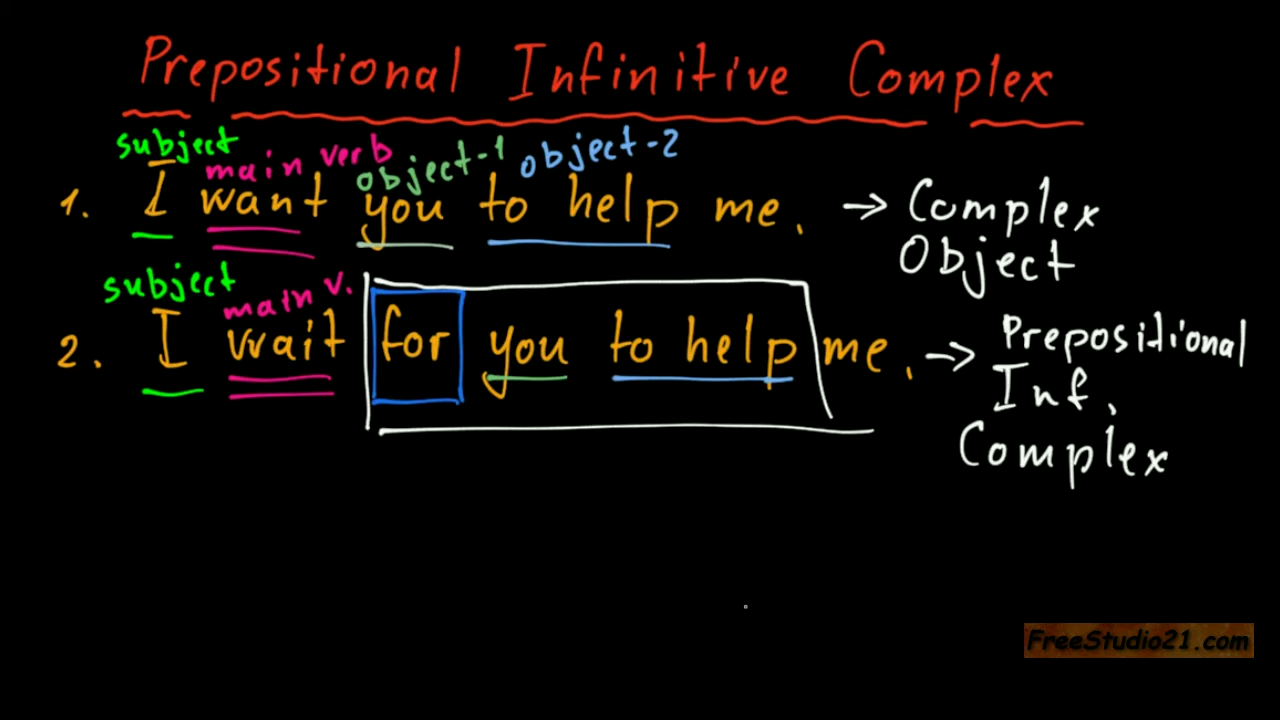 Prepositional Infinitive Complex
subject main verb object-1 object-2
1. I want you to help me. → Complex Object
subject main v.
2. I wait for you to help me. → Prepositional Inf. Complex
FreeStudio21.com